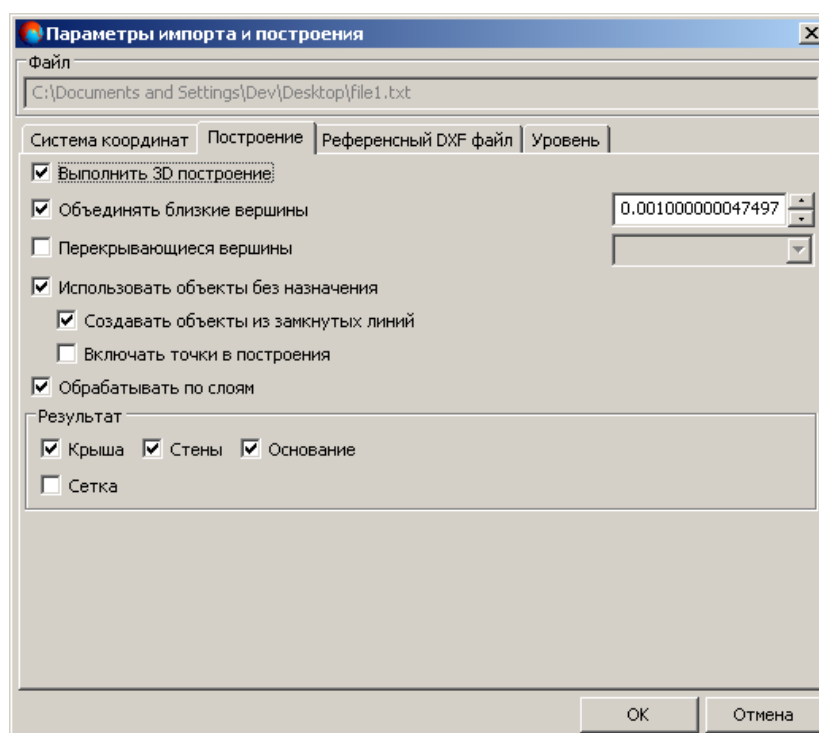 Параметры импорта и построения
Файл
C:\Documents and Settings\Dev\Desktop\file1.txt
Система координат Построение Референсный DXF файл Уровень
Выполнить 3D построение
Объединять близкие вершины 0.001000000047497
Перекрывающиеся вершины
Использовать объекты без назначения
Создавать объекты из замкнутых линий
Включать точки в построения
Обрабатывать по слоям
Результат
Крыша Стены Основание
Сетка
OK Отмена